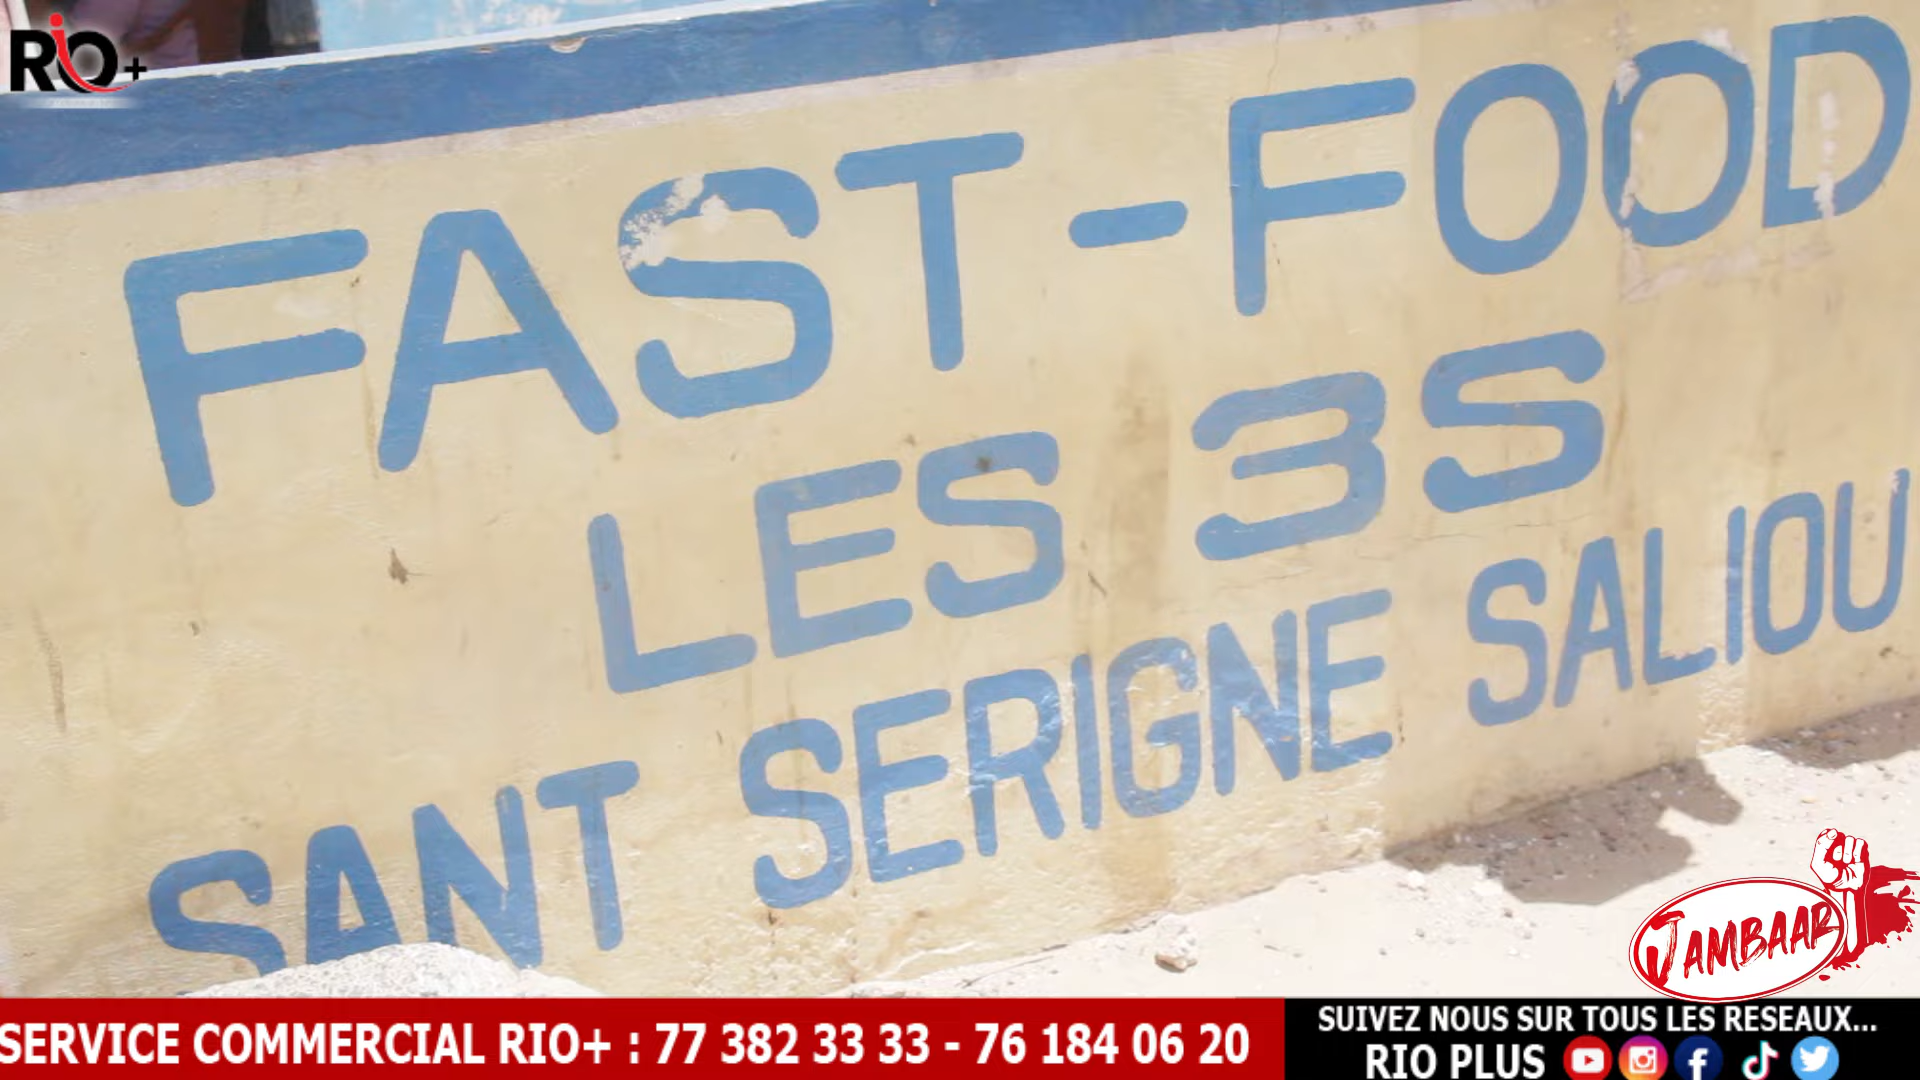 RiO+
FAST-FOOD
LES 3S
SANT SERIGNE SALIOU
JAMBAAR
SERVICE COMMERCIAL RIO+ : 77 382 33 33 - 76 184 06 20
SUIVEZ NOUS SUR TOUS LES RESEAUX...
RIO PLUS